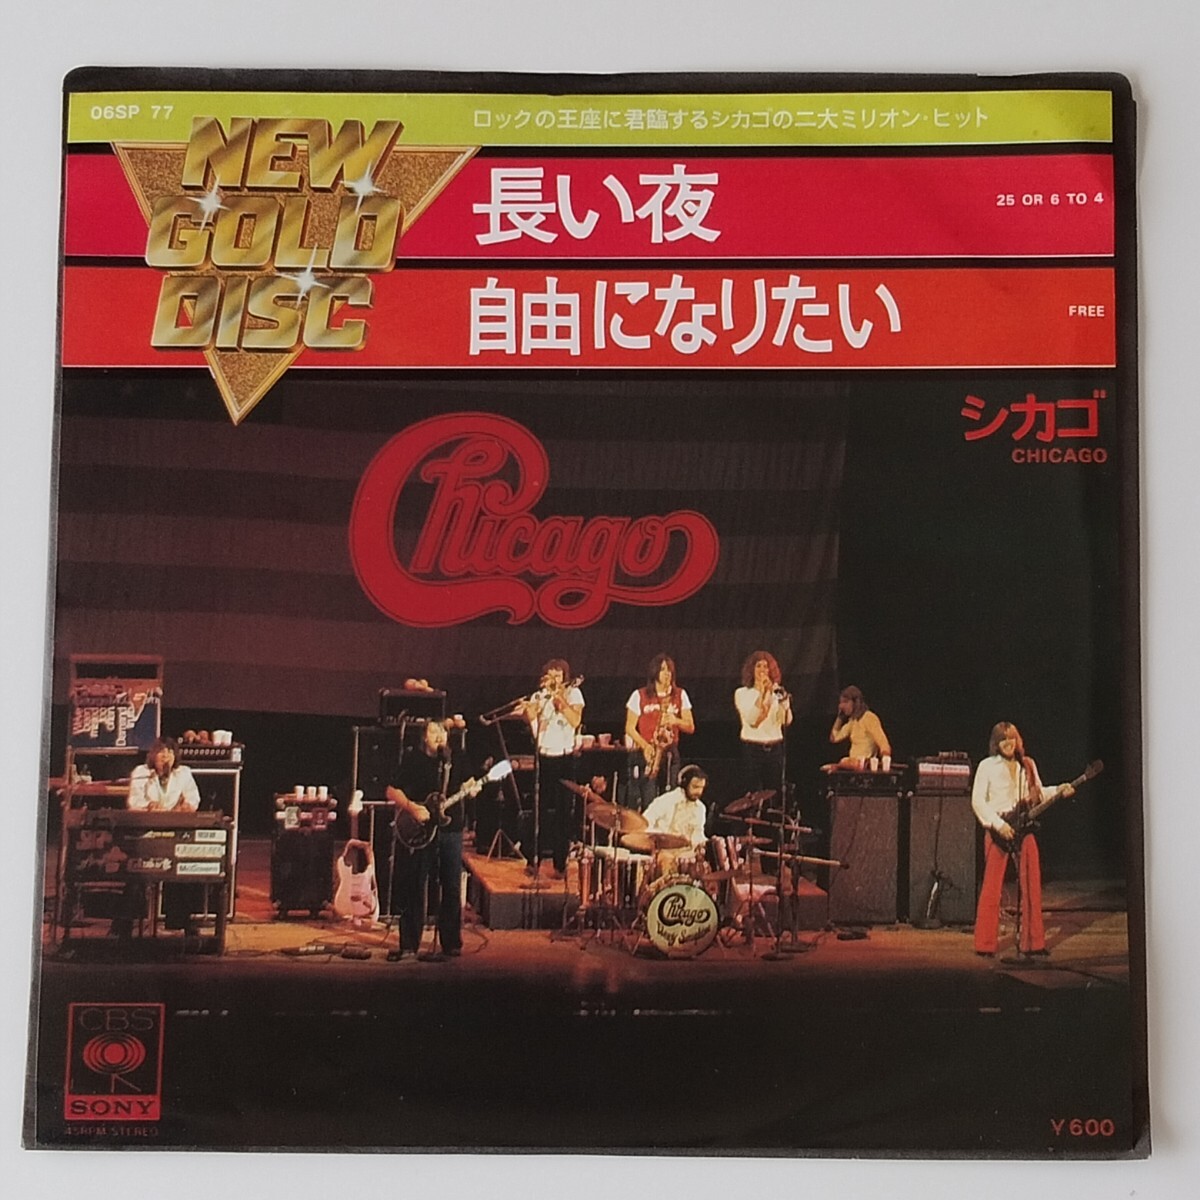 06SP 77
ロックの王座に君臨するシカゴの二大ミリオン・ヒット
NEW
GOLD
DISC
長い夜
25 OR 6 TO 4
自由になりたい
FREE
シカゴ
CHICAGO
Chicago
Chicago
CBS
SONY
45RPM STEREO
¥600